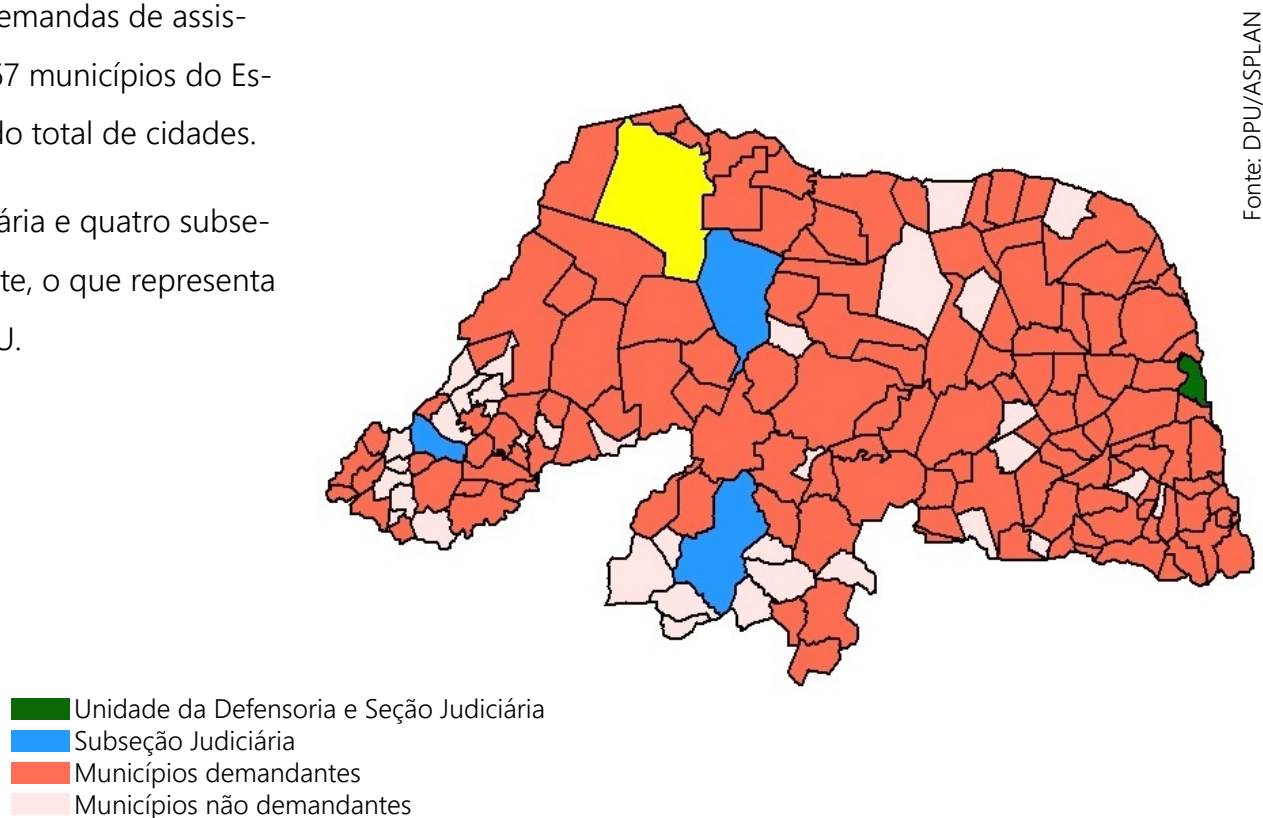 emandas de assis-
67 municípios do Es-
do total de cidades.
ária e quatro subse-
te, o que representa
U.
Fonte: DPU/ASPLAN
Unidade da Defensoria e Seção Judiciária
Subseção Judiciária
Municípios demandantes
Municípios não demandantes